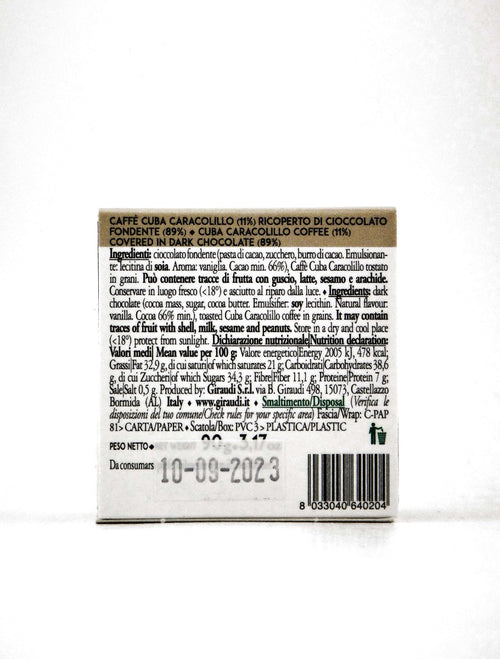 CAFFÈ CUBA CARACOLILLO (11%) RICOPERTO DI CIOCCOLATO
FONDENTE (89%) ♦ CUBA CARACOLILLO COFFEE (11%)
COVERED IN DARK CHOCOLATE (89%)
Ingredienti: cioccolato fondente (pasta di cacao, zucchero, burro di cacao. Emulsionan-
te: lecitina di soia. Aroma: vaniglia. Cacao min. 66%), Caffè Cuba Caracolillo tostato
in grani. Può contenere tracce di frutta con guscio, latte, sesamo e arachide.
Conservare in luogo fresco (<18°) e asciutto al riparo dalla luce. ♦ Ingredients: dark
chocolate (cocoa mass, sugar, cocoa butter. Emulsifier: soy lecithin. Natural flavour:
vanilla. Cocoa 66% min.), toasted Cuba Caracolillo coffee in grains. It may contain
traces of fruit with shell, milk, sesame and peanuts. Store in a dry and cool place
(<18°) protect from sunlight. Dichiarazione nutrizionale|Nutrition declaration:
Valori medi| Mean value per 100 g: Valore energetico|Energy 2005 kJ, 478 kcal;
Grassi|Fat 32,9 g, di cui saturi|of which saturates 21 g; Carboidrati|Carbohydrates 38,6
g, di cui Zuccheri|of which Sugars 34,3 g; Fibre|Fiber 11,1 g; Proteine|Protein 7 g;
Sale|Salt 0,5 g. Produced by: Giraudi S.r.l. via B. Giraudi 498, 15073, Castellazzo
Bormida (AL) Italy ♦ www.giraudi.it ♦ Smaltimento/Disposal (Verifica le
disposizioni del tuo comune/Check rules for your specific area) Fascia/Wrap: C-PAP
81> CARTA/PAPER ♦ Scatola/Box: PVC 3 > PLASTICA/PLASTIC
PESO NETTO ♦ NET WEIGHT 90g℮3,17oz
Da consumars 10-09-2023
8 033040 640204